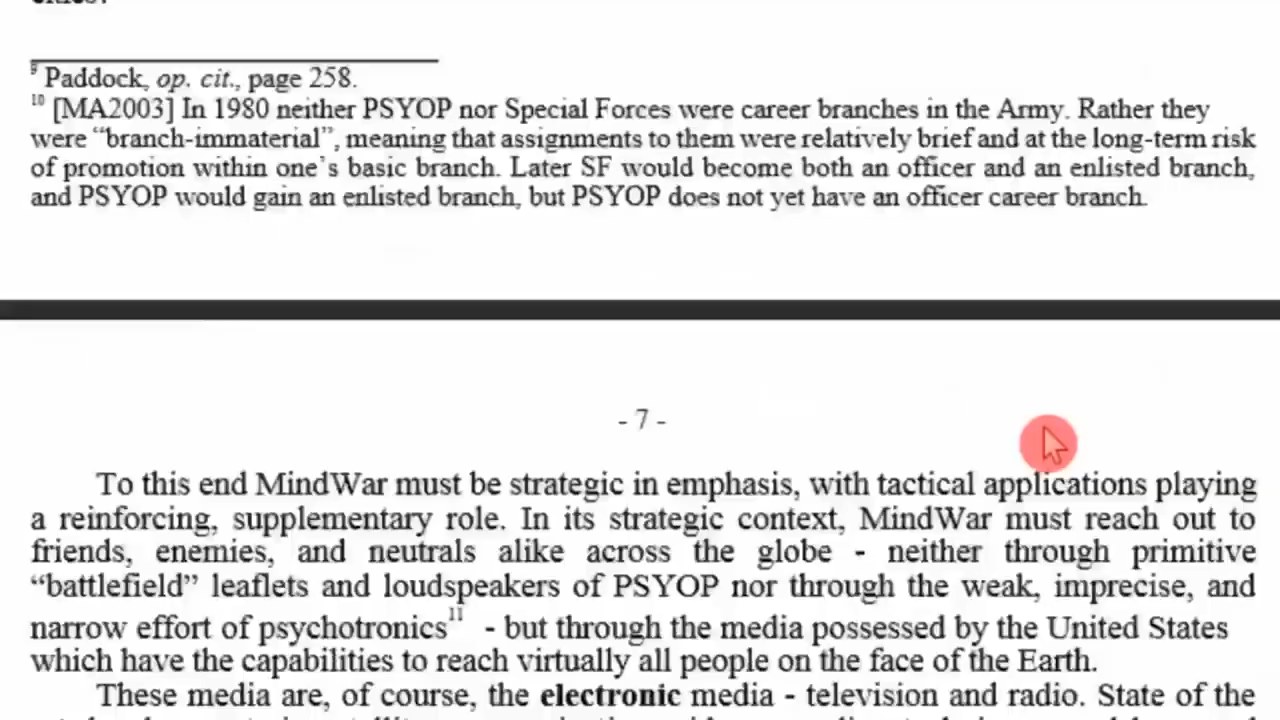 ⁹ Paddock, op. cit., page 258.
¹⁰ [MA2003] In 1980 neither PSYOP nor Special Forces were career branches in the Army. Rather they
were “branch-immaterial”, meaning that assignments to them were relatively brief and at the long-term risk
of promotion within one’s basic branch. Later SF would become both an officer and an enlisted branch,
and PSYOP would gain an enlisted branch, but PSYOP does not yet have an officer career branch.
- 7 -
To this end MindWar must be strategic in emphasis, with tactical applications playing
a reinforcing, supplementary role. In its strategic context, MindWar must reach out to
friends, enemies, and neutrals alike across the globe - neither through primitive
“battlefield” leaflets and loudspeakers of PSYOP nor through the weak, imprecise, and
narrow effort of psychotronics¹¹ - but through the media possessed by the United States
which have the capabilities to reach virtually all people on the face of the Earth.
These media are, of course, the electronic media - television and radio. State of the